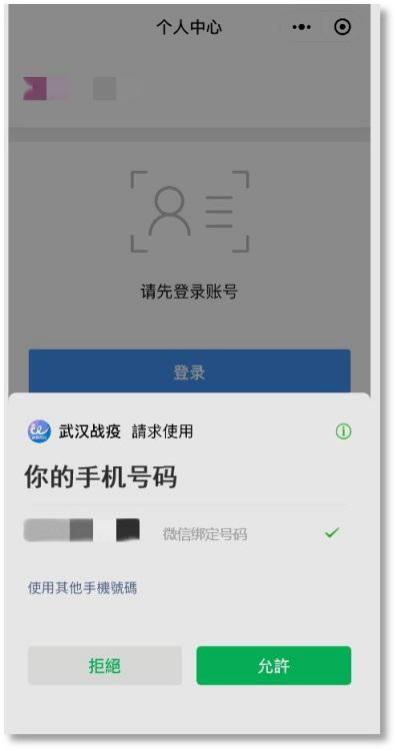 个人中心
请先登录账号
登录
武汉战疫 請求使用
你的手机号码
微信绑定号码
使用其他手機號碼
拒絕
允許